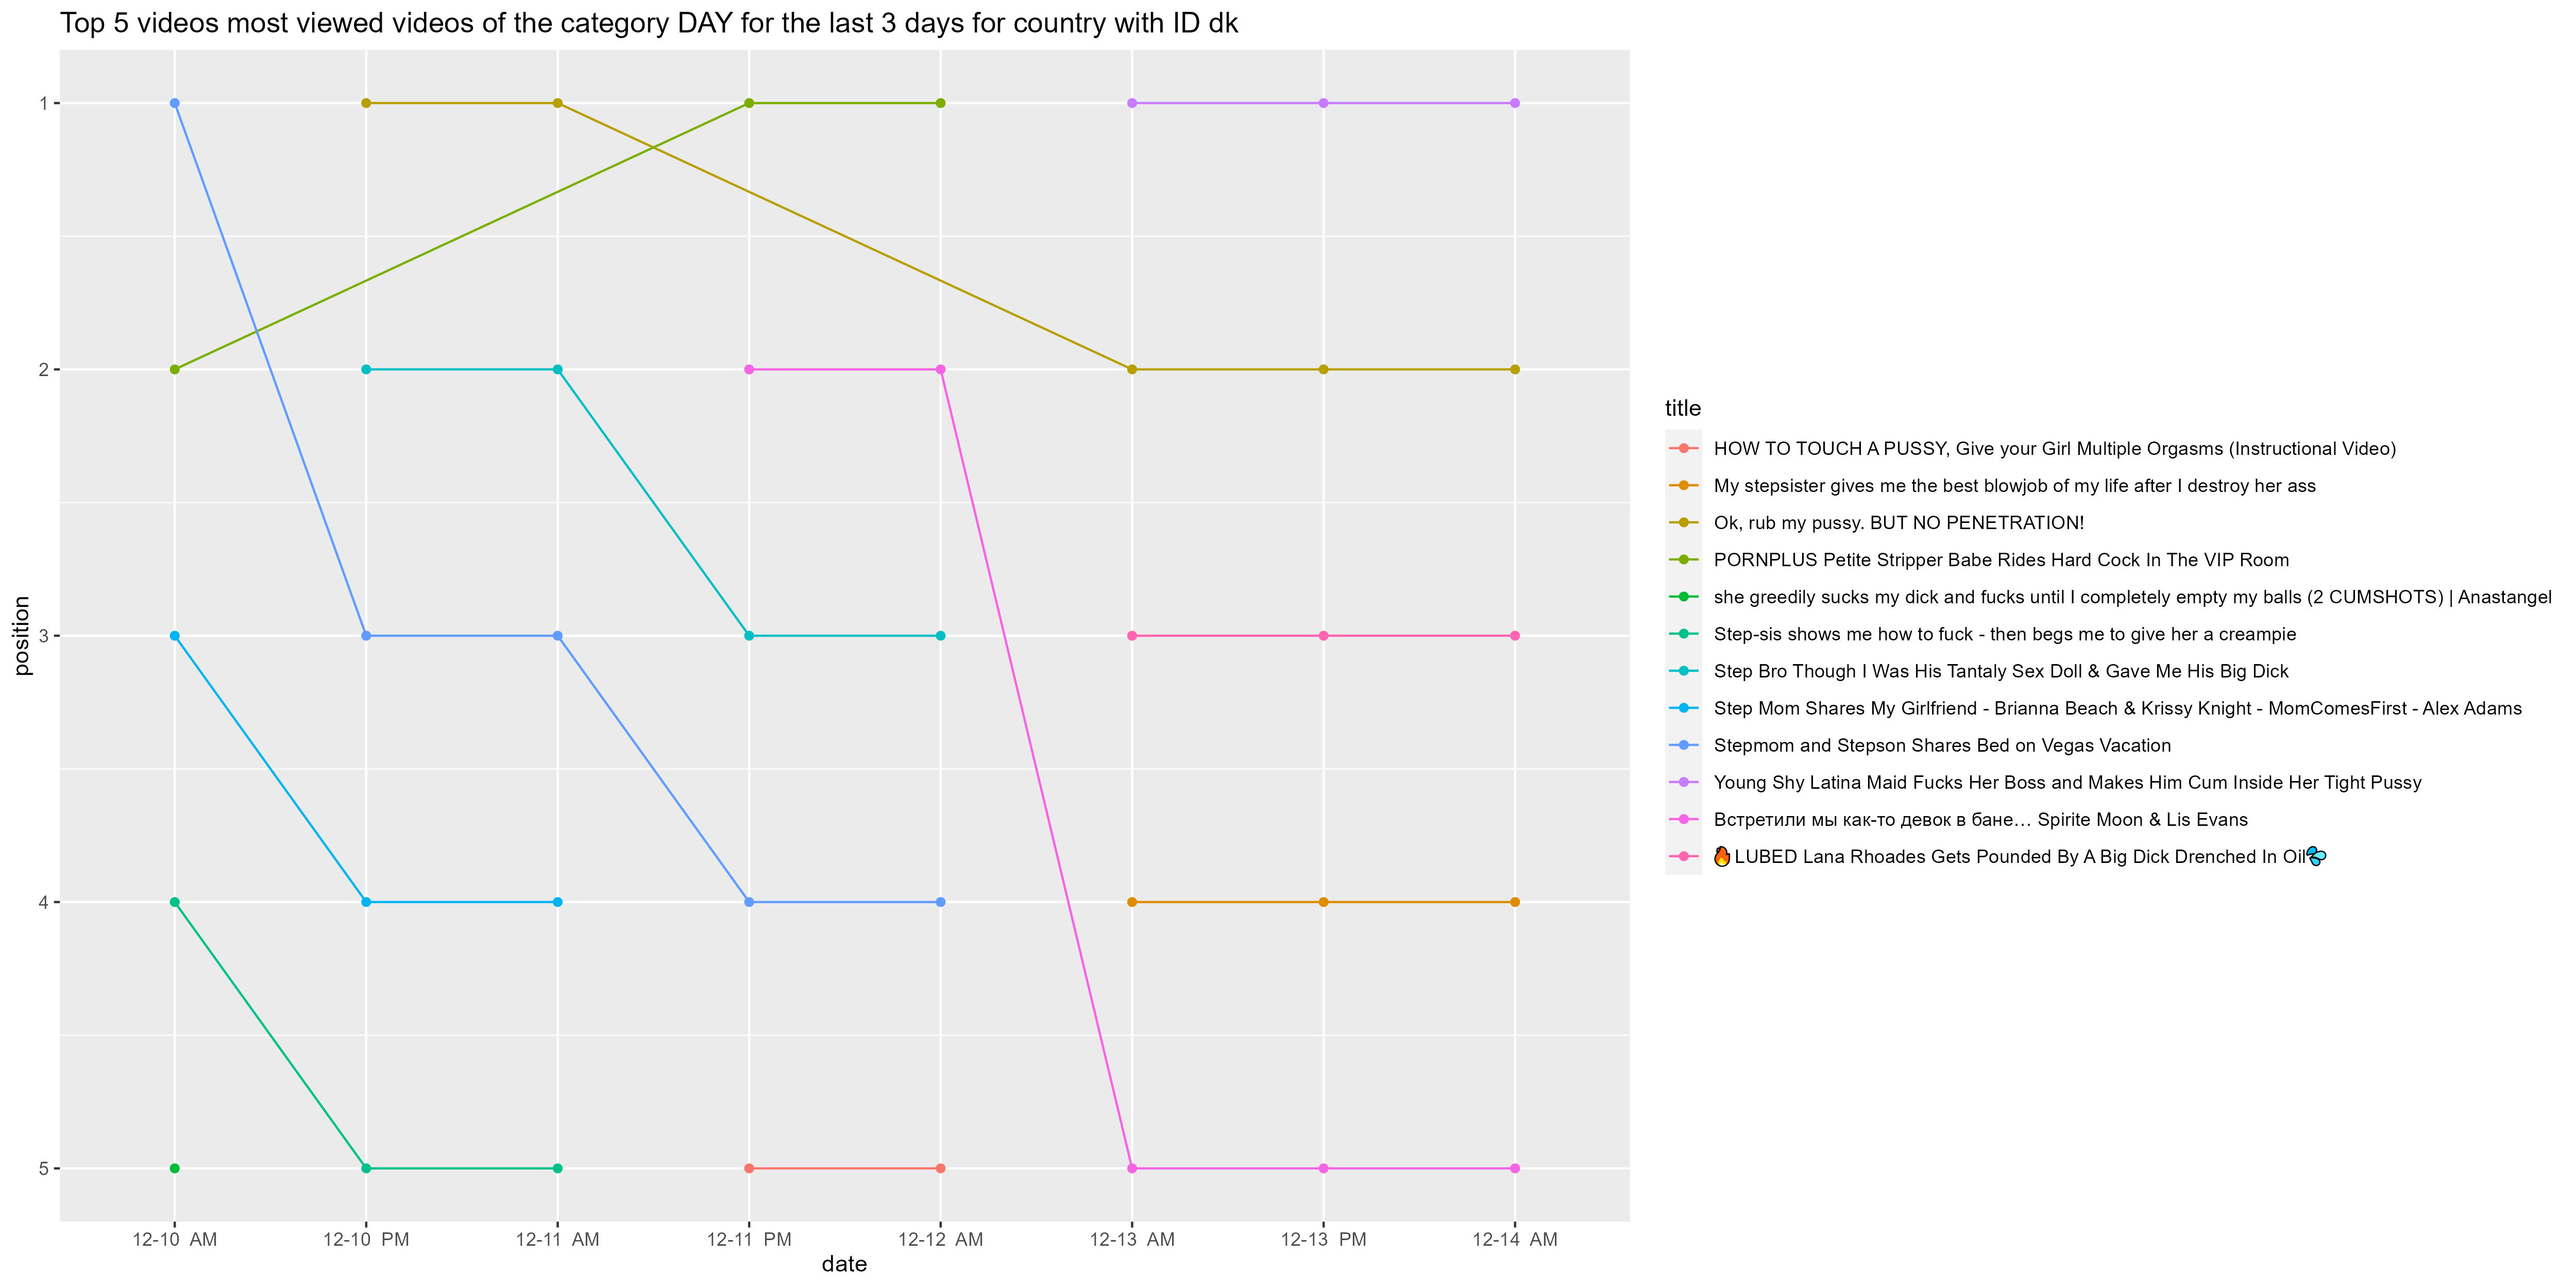 Top 5 videos most viewed videos of the category DAY for the last 3 days for country with ID dk
position
1
2
3
4
5
12-10 AM
12-10 PM
12-11 AM
12-11 PM
12-12 AM
12-13 AM
12-13 PM
12-14 AM
date
title
HOW TO TOUCH A PUSSY, Give your Girl Multiple Orgasms (Instructional Video)
My stepsister gives me the best blowjob of my life after I destroy her ass
Ok, rub my pussy. BUT NO PENETRATION!
PORNPLUS Petite Stripper Babe Rides Hard Cock In The VIP Room
she greedily sucks my dick and fucks until I completely empty my balls (2 CUMSHOTS) | Anastangel
Step-sis shows me how to fuck - then begs me to give her a creampie
Step Bro Though I Was His Tantaly Sex Doll & Gave Me His Big Dick
Step Mom Shares My Girlfriend - Brianna Beach & Krissy Knight - MomComesFirst - Alex Adams
Stepmom and Stepson Shares Bed on Vegas Vacation
Young Shy Latina Maid Fucks Her Boss and Makes Him Cum Inside Her Tight Pussy
Встретили мы как-то девок в бане… Spirite Moon & Lis Evans
🔥LUBED Lana Rhoades Gets Pounded By A Big Dick Drenched In Oil💦